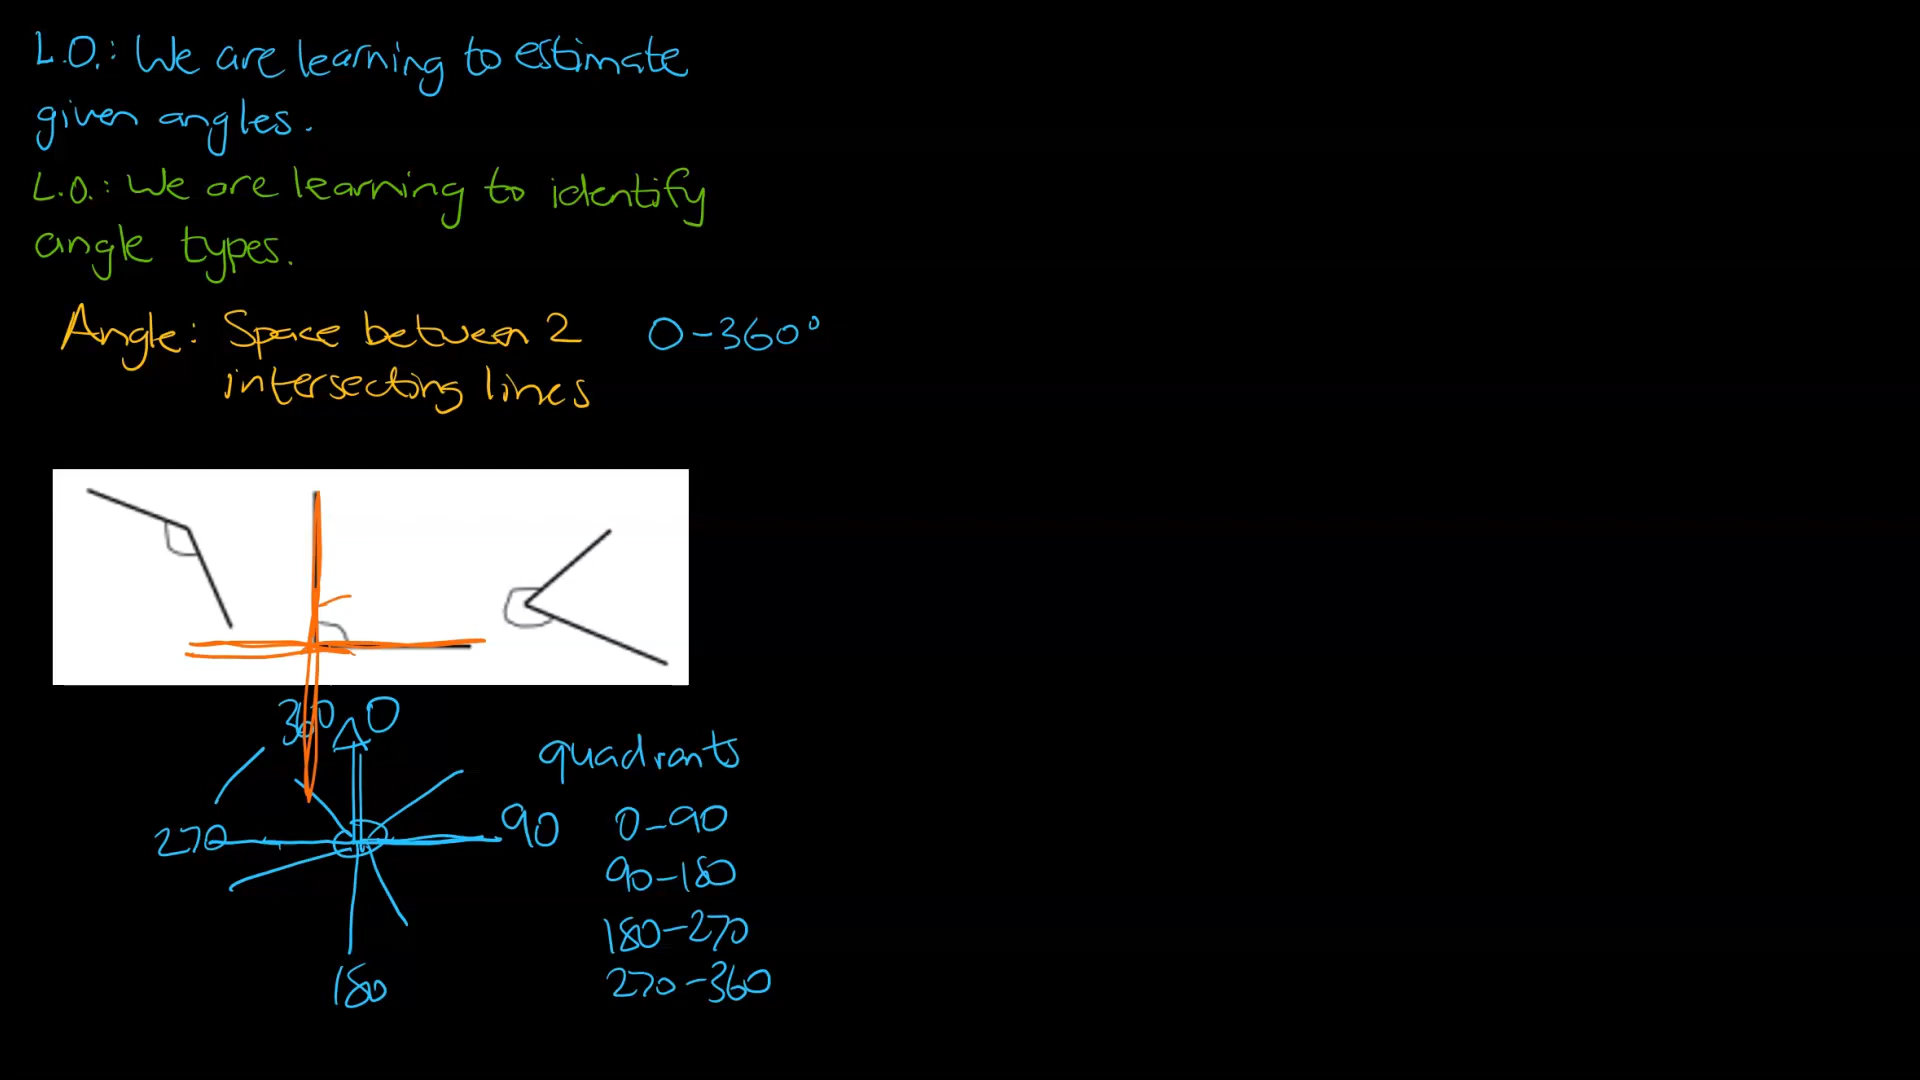 L.O.: We are learning to estimate
given angles.
L.O.: We are learning to identify
angle types.
Angle: Space between 2
intersecting lines
0-360°
360 0
quadrants
270 90
180
0-90
90-180
180-270
270-360